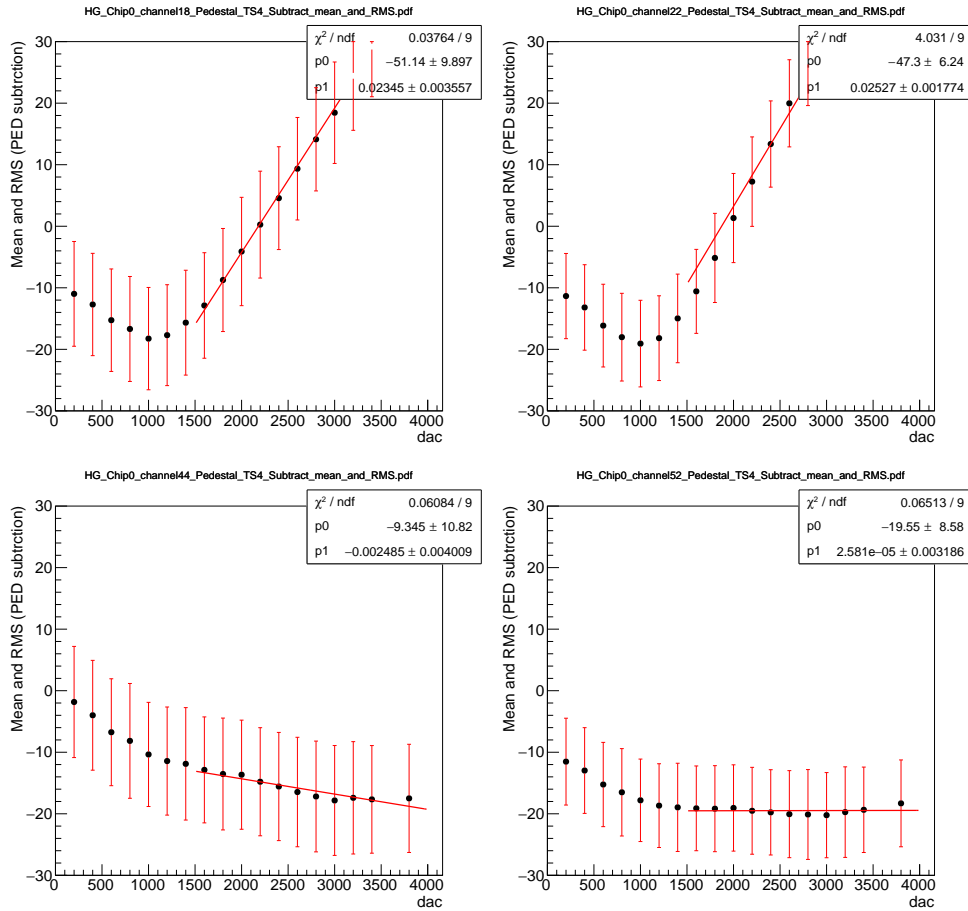 HG_Chip0_channel18_Pedestal_TS4_Subtract_mean_and_RMS.pdf
χ² / ndf 0.03764 / 9
p0 −51.14 ± 9.897
p1 0.02345 ± 0.003557
Mean and RMS (PED subtrction)
30
20
10
0
−10
−20
−30
0 500 1000 1500 2000 2500 3000 3500 4000
dac
HG_Chip0_channel22_Pedestal_TS4_Subtract_mean_and_RMS.pdf
χ² / ndf 4.031 / 9
p0 −47.3 ± 6.24
p1 0.02527 ± 0.001774
Mean and RMS (PED subtrction)
30
20
10
0
−10
−20
−30
0 500 1000 1500 2000 2500 3000 3500 4000
dac
HG_Chip0_channel44_Pedestal_TS4_Subtract_mean_and_RMS.pdf
χ² / ndf 0.06084 / 9
p0 −9.345 ± 10.82
p1 −0.002485 ± 0.004009
Mean and RMS (PED subtrction)
30
20
10
0
−10
−20
−30
0 500 1000 1500 2000 2500 3000 3500 4000
dac
HG_Chip0_channel52_Pedestal_TS4_Subtract_mean_and_RMS.pdf
χ² / ndf 0.06513 / 9
p0 −19.55 ± 8.58
p1 2.581e−05 ± 0.003186
Mean and RMS (PED subtrction)
30
20
10
0
−10
−20
−30
0 500 1000 1500 2000 2500 3000 3500 4000
dac